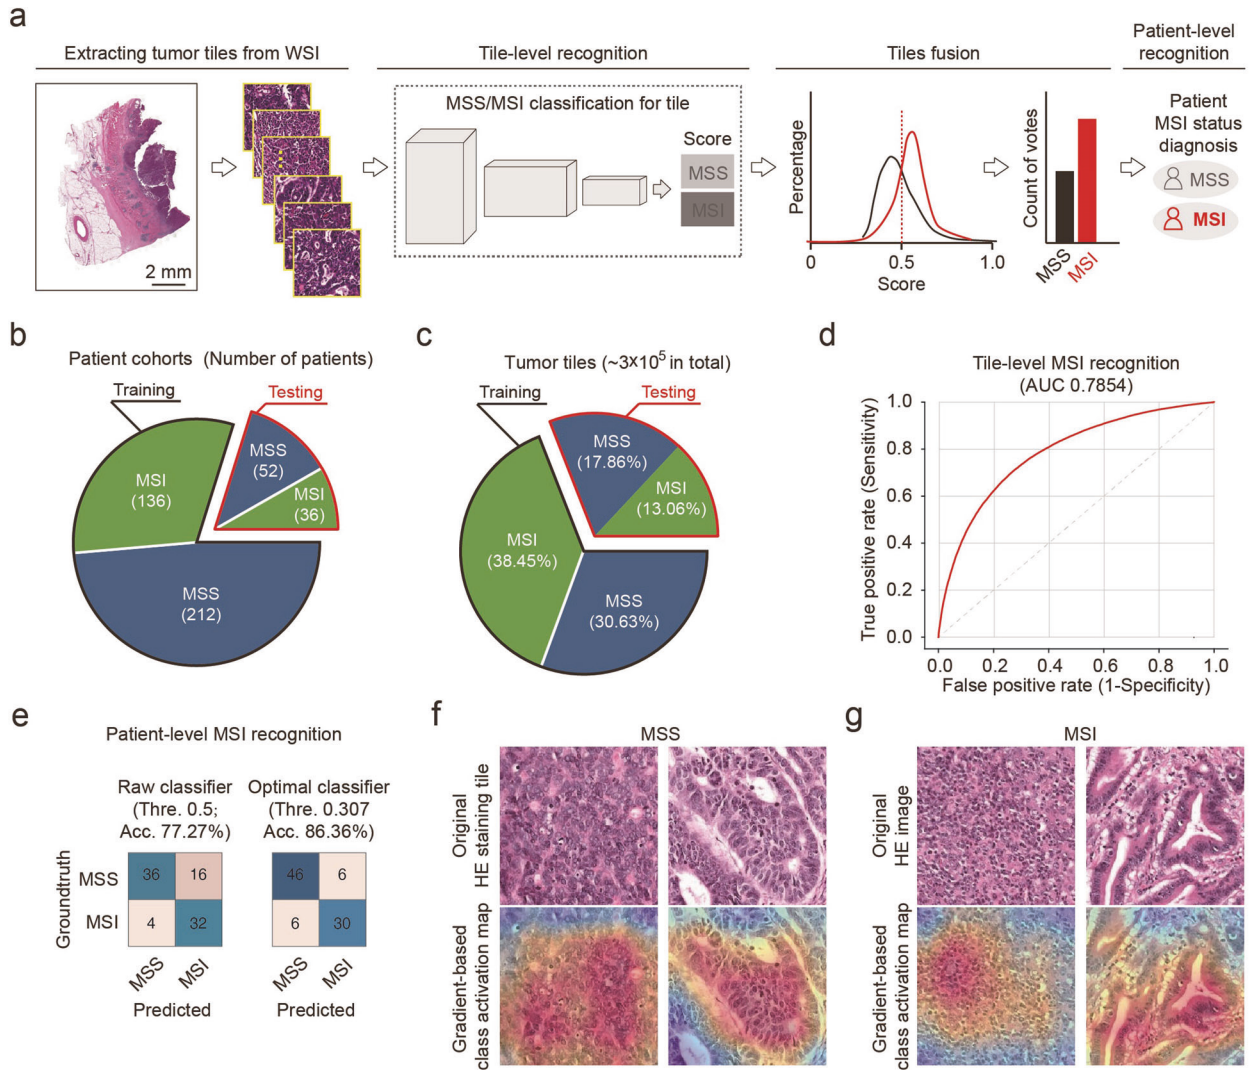 a
Extracting tumor tiles from WSI
Tile-level recognition
Tiles fusion
Patient-level
recognition
2 mm
MSS/MSI classification for tile
Score
MSS
MSI
Percentage
0
0.5
1.0
Score
Count of votes
MSS
MSI
Patient
MSI status
diagnosis
MSS
MSI
b
Patient cohorts (Number of patients)
Training
Testing
MSS
(52)
MSI
(36)
MSI
(136)
MSS
(212)
c
Tumor tiles (~3×10⁵ in total)
Training
Testing
MSS
(17.86%)
MSI
(13.06%)
MSI
(38.45%)
MSS
(30.63%)
d
Tile-level MSI recognition
(AUC 0.7854)
True positive rate (Sensitivity)
1.0
0.8
0.6
0.4
0.2
0.0
0.0 0.2 0.4 0.6 0.8 1.0
False positive rate (1-Specificity)
e
Patient-level MSI recognition
Raw classifier
(Thre. 0.5;
Acc. 77.27%)
Optimal classifier
(Thre. 0.307
Acc. 86.36%)
Groundtruth
MSS
MSI
36 16
4 32
46 6
6 30
MSS MSI
Predicted
MSS MSI
Predicted
f
MSS
Original
HE staining tile
Gradient-based
class activation map
g
MSI
Original
HE image
Gradient-based
class activation map